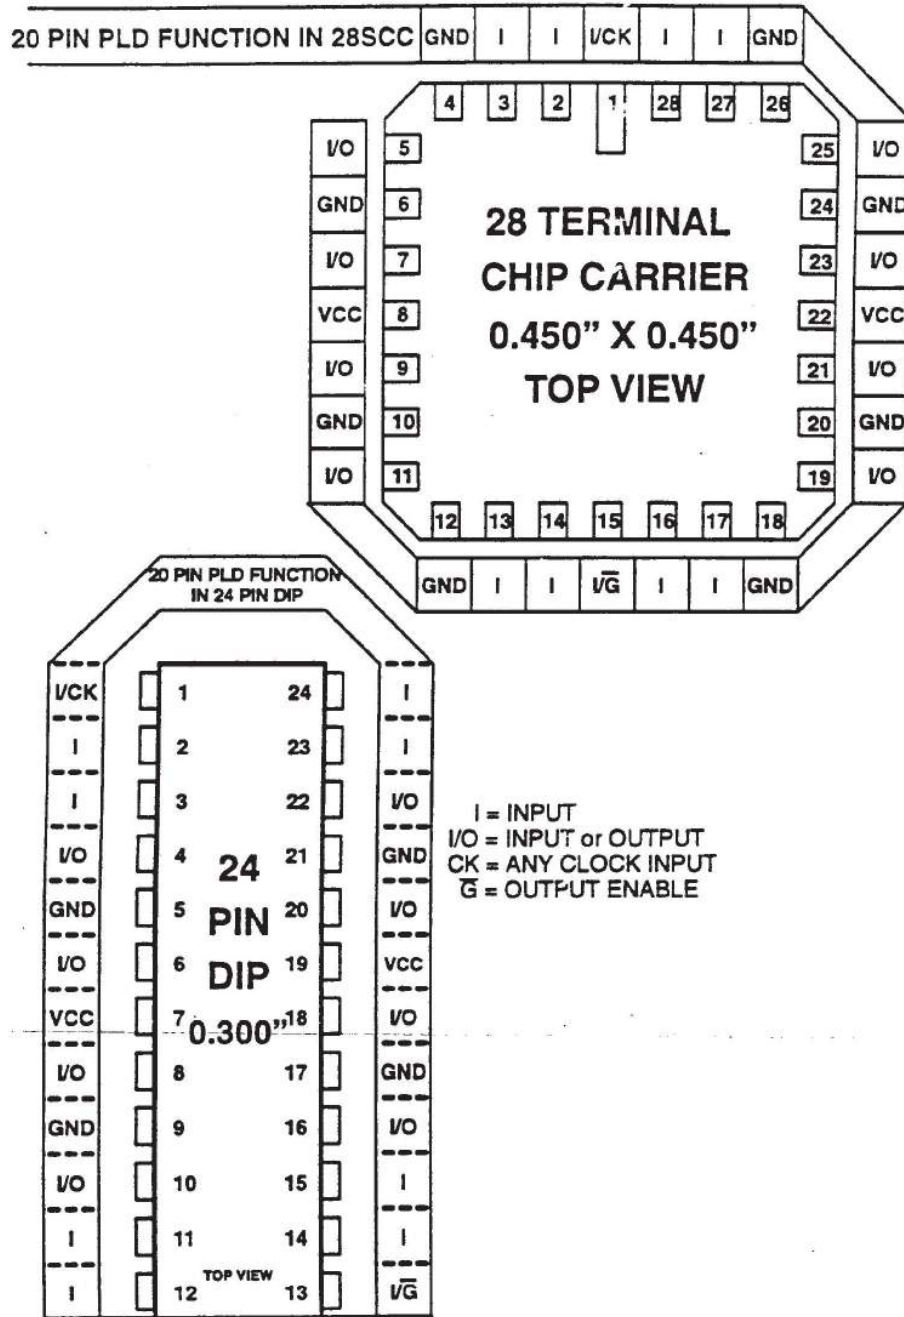 20 PIN PLD FUNCTION IN 28SCC GND I I I/CK I I GND
4 3 2 1 28 27 26
I/O 5 25 I/O
GND 6 24 GND
I/O 7 23 I/O
VCC 8 22 VCC
I/O 9 21 I/O
GND 10 20 GND
I/O 11 19 I/O
28 TERMINAL
CHIP CARRIER
0.450" X 0.450"
TOP VIEW
12 13 14 15 16 17 18
GND I I I/G̅ I I GND
20 PIN PLD FUNCTION
IN 24 PIN DIP
I/CK 1 24 I
I 2 23 I
I 3 22 I/O
I/O 4 21 GND
GND 5 20 I/O
I/O 6 19 VCC
VCC 7 18 I/O
I/O 8 17 GND
GND 9 16 I/O
I/O 10 15 I
I 11 14 I
I 12 13 I/G̅
24
PIN
DIP
0.300"
TOP VIEW
I = INPUT
I/O = INPUT or OUTPUT
CK = ANY CLOCK INPUT
G̅ = OUTPUT ENABLE